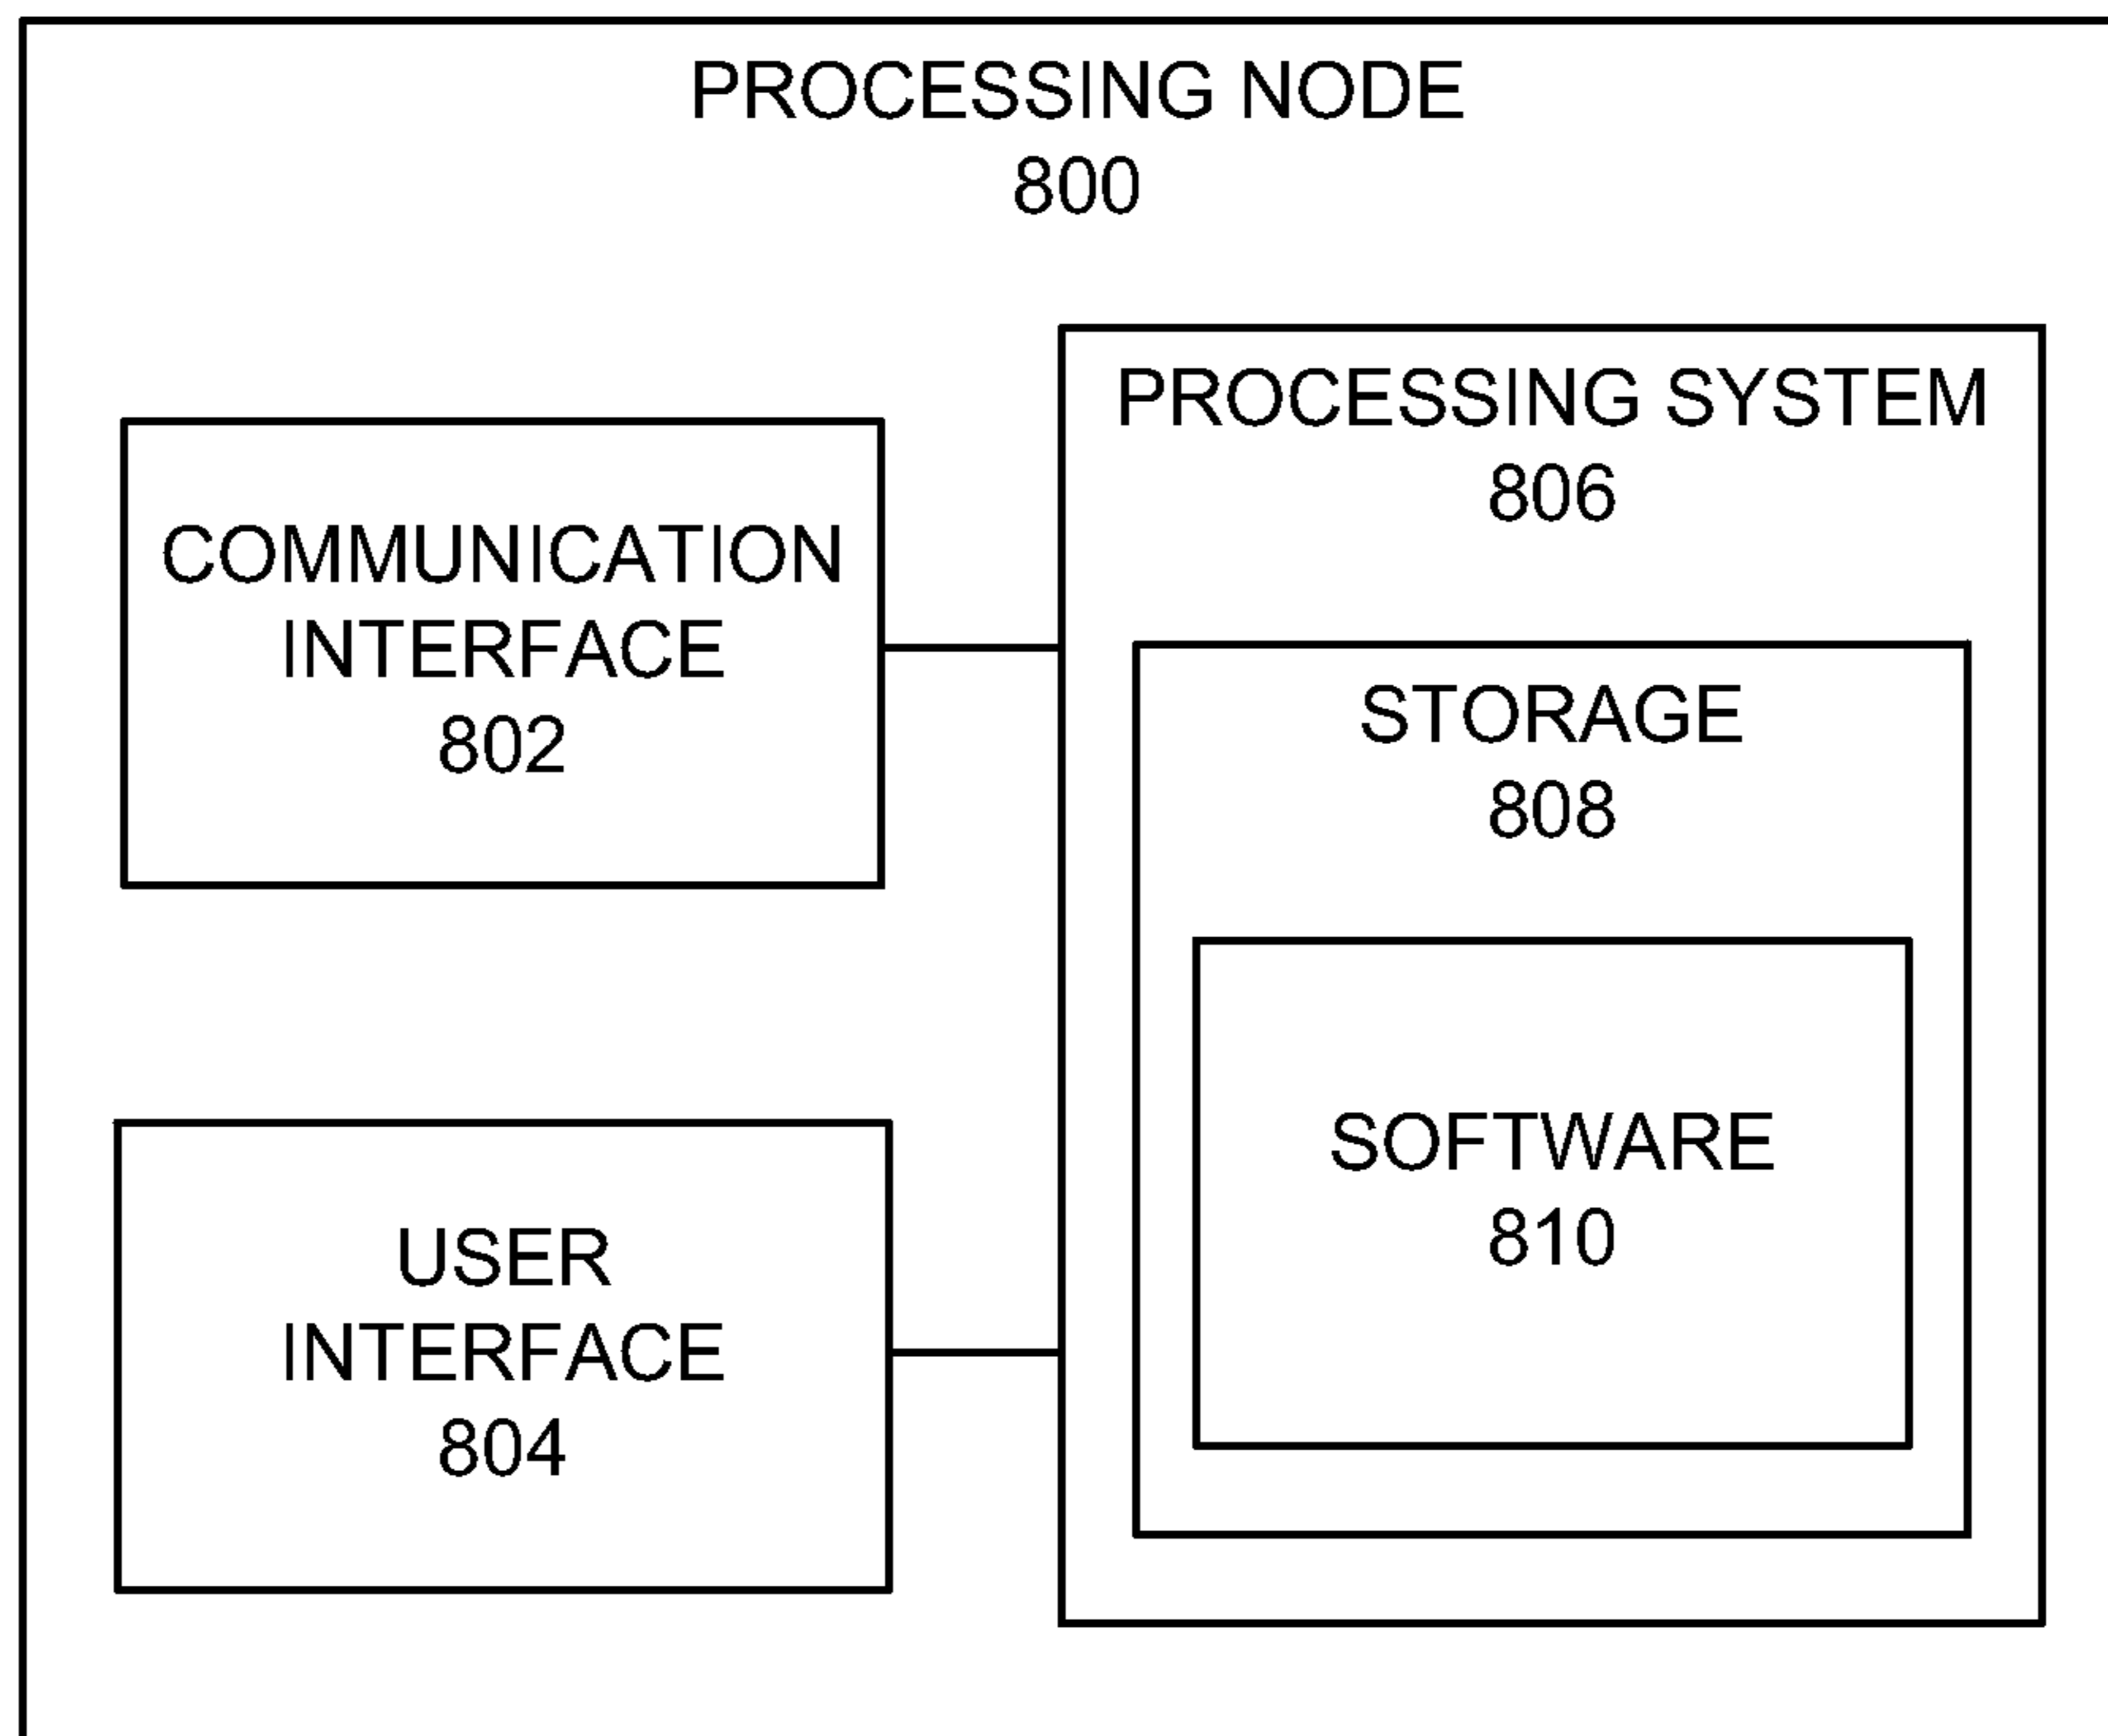 PROCESSING NODE
800
PROCESSING SYSTEM
806
COMMUNICATION
INTERFACE
802
STORAGE
808
SOFTWARE
810
USER
INTERFACE
804